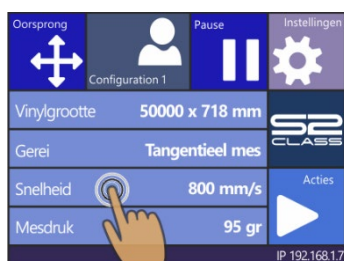 Oorsprong
Configuration 1
Pause
Instellingen
Vinylgrootte 50000 x 718 mm
S2 CLASS
Gerei Tangentieel mes
Snelheid 800 mm/s
Acties
Mesdruk 95 gr
IP 192.168.1.7